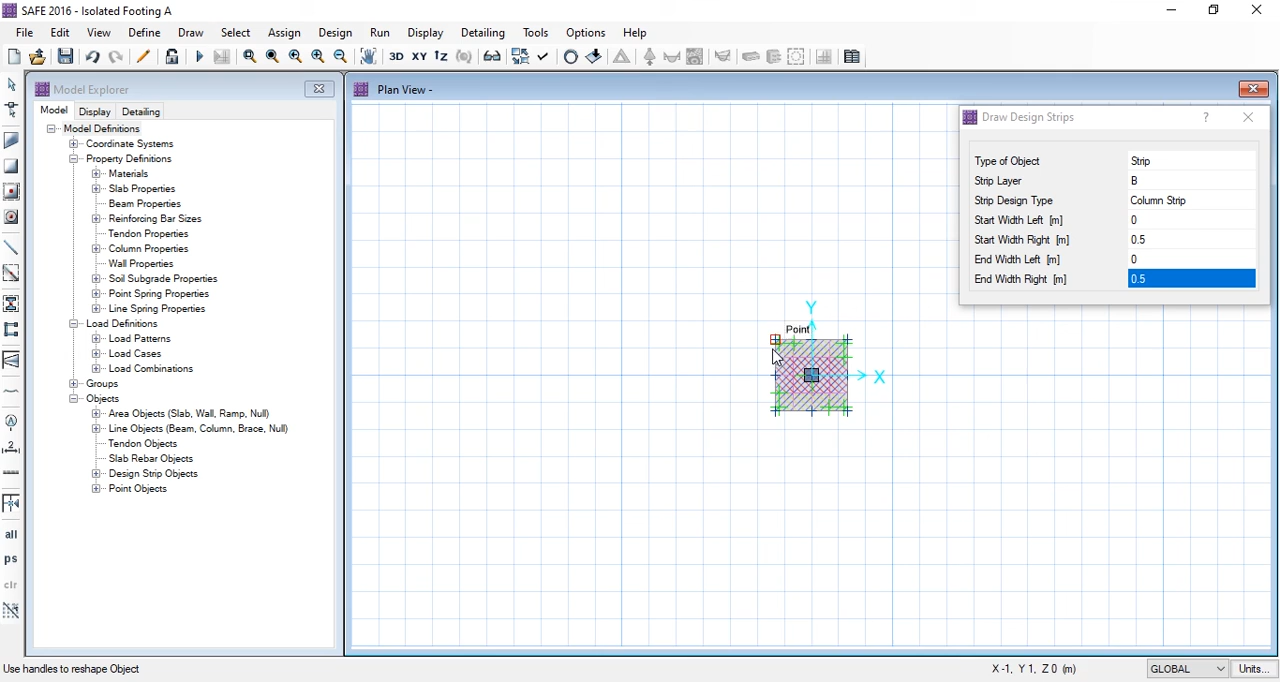 SAFE 2016 - Isolated Footing A
File Edit View Define Draw Select Assign Design Run Display Detailing Tools Options Help
3D XY
Model Explorer
Model Display Detailing
Model Definitions
Coordinate Systems
Property Definitions
Materials
Slab Properties
Beam Properties
Reinforcing Bar Sizes
Tendon Properties
Column Properties
Wall Properties
Soil Subgrade Properties
Point Spring Properties
Line Spring Properties
Load Definitions
Load Patterns
Load Cases
Load Combinations
Groups
Objects
Area Objects (Slab, Wall, Ramp, Null)
Line Objects (Beam, Column, Brace, Null)
Tendon Objects
Slab Rebar Objects
Design Strip Objects
Point Objects
all
ps
clr
Plan View -
Y
Point
X
Draw Design Strips ?
Type of Object Strip
Strip Layer B
Strip Design Type Column Strip
Start Width Left [m] 0
Start Width Right [m] 0.5
End Width Left [m] 0
End Width Right [m] 0.5
Use handles to reshape Object
X -1, Y 1, Z 0 (m)
GLOBAL
Units...